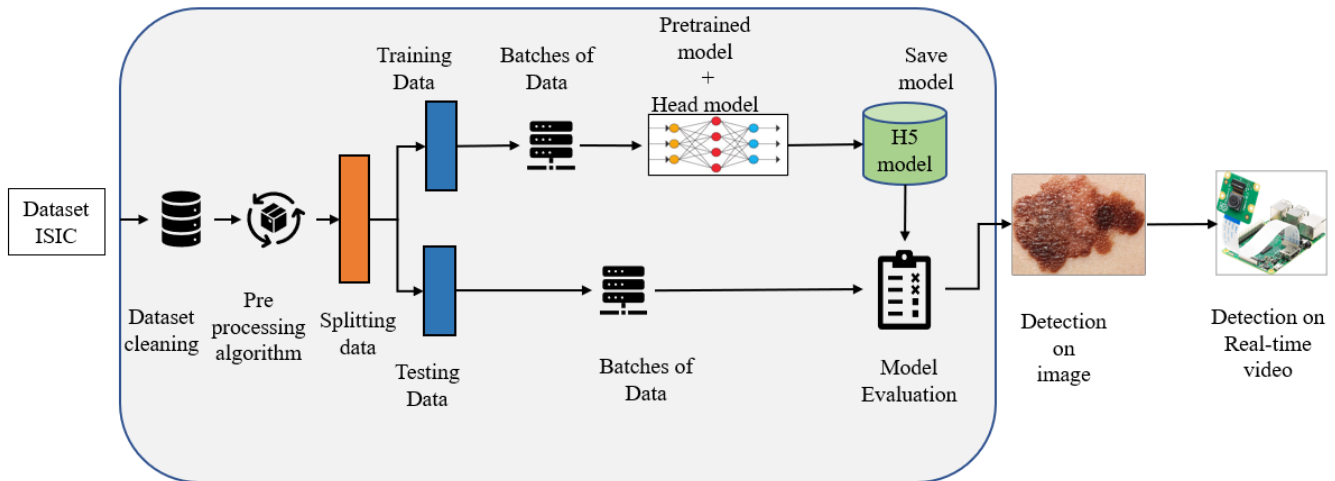 Dataset
ISIC
Dataset
cleaning
Pre
processing
algorithm
Splitting
data
Training
Data
Batches of
Data
Pretrained
model
+
Head model
Save
model
H5
model
Testing
Data
Batches of
Data
Model
Evaluation
Detection
on
image
Detection on
Real-time
video